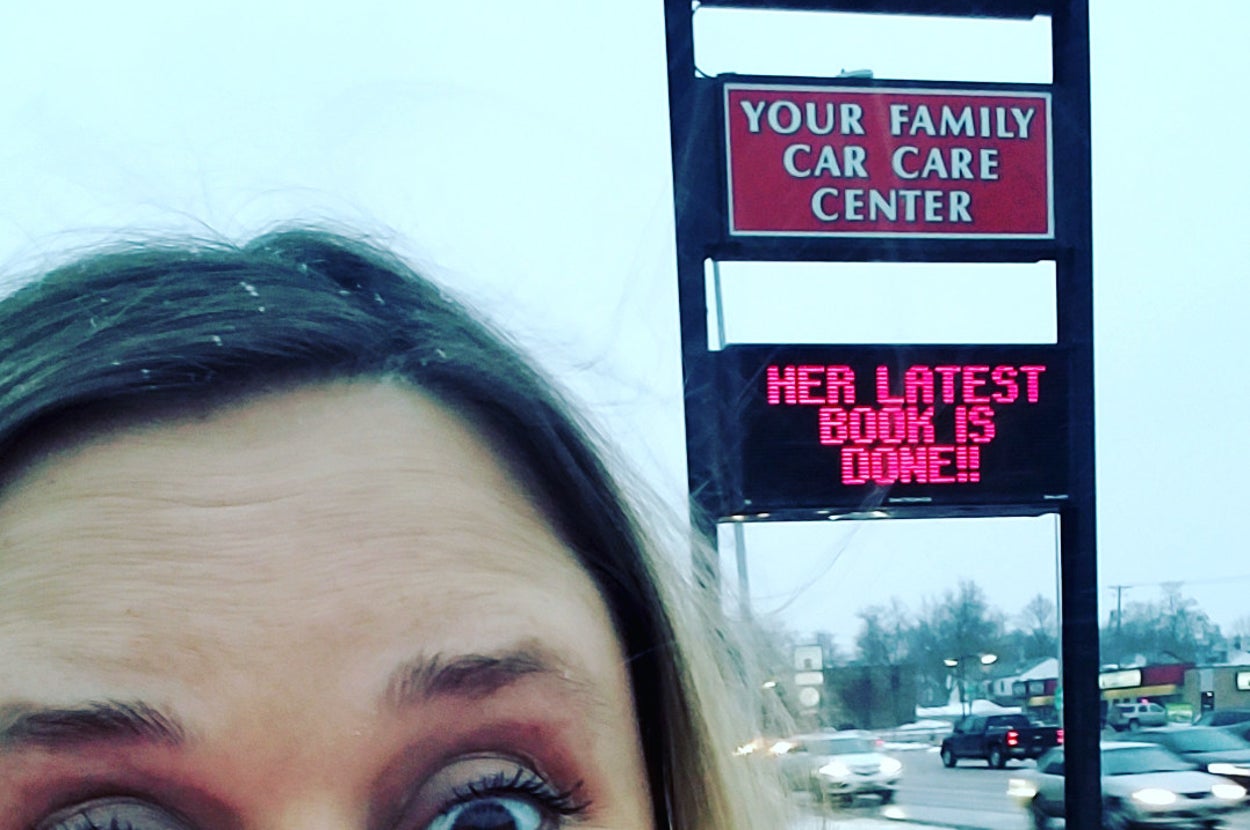 YOUR FAMILY
CAR CARE
CENTER
HER LATEST
BOOK IS
DONE!!